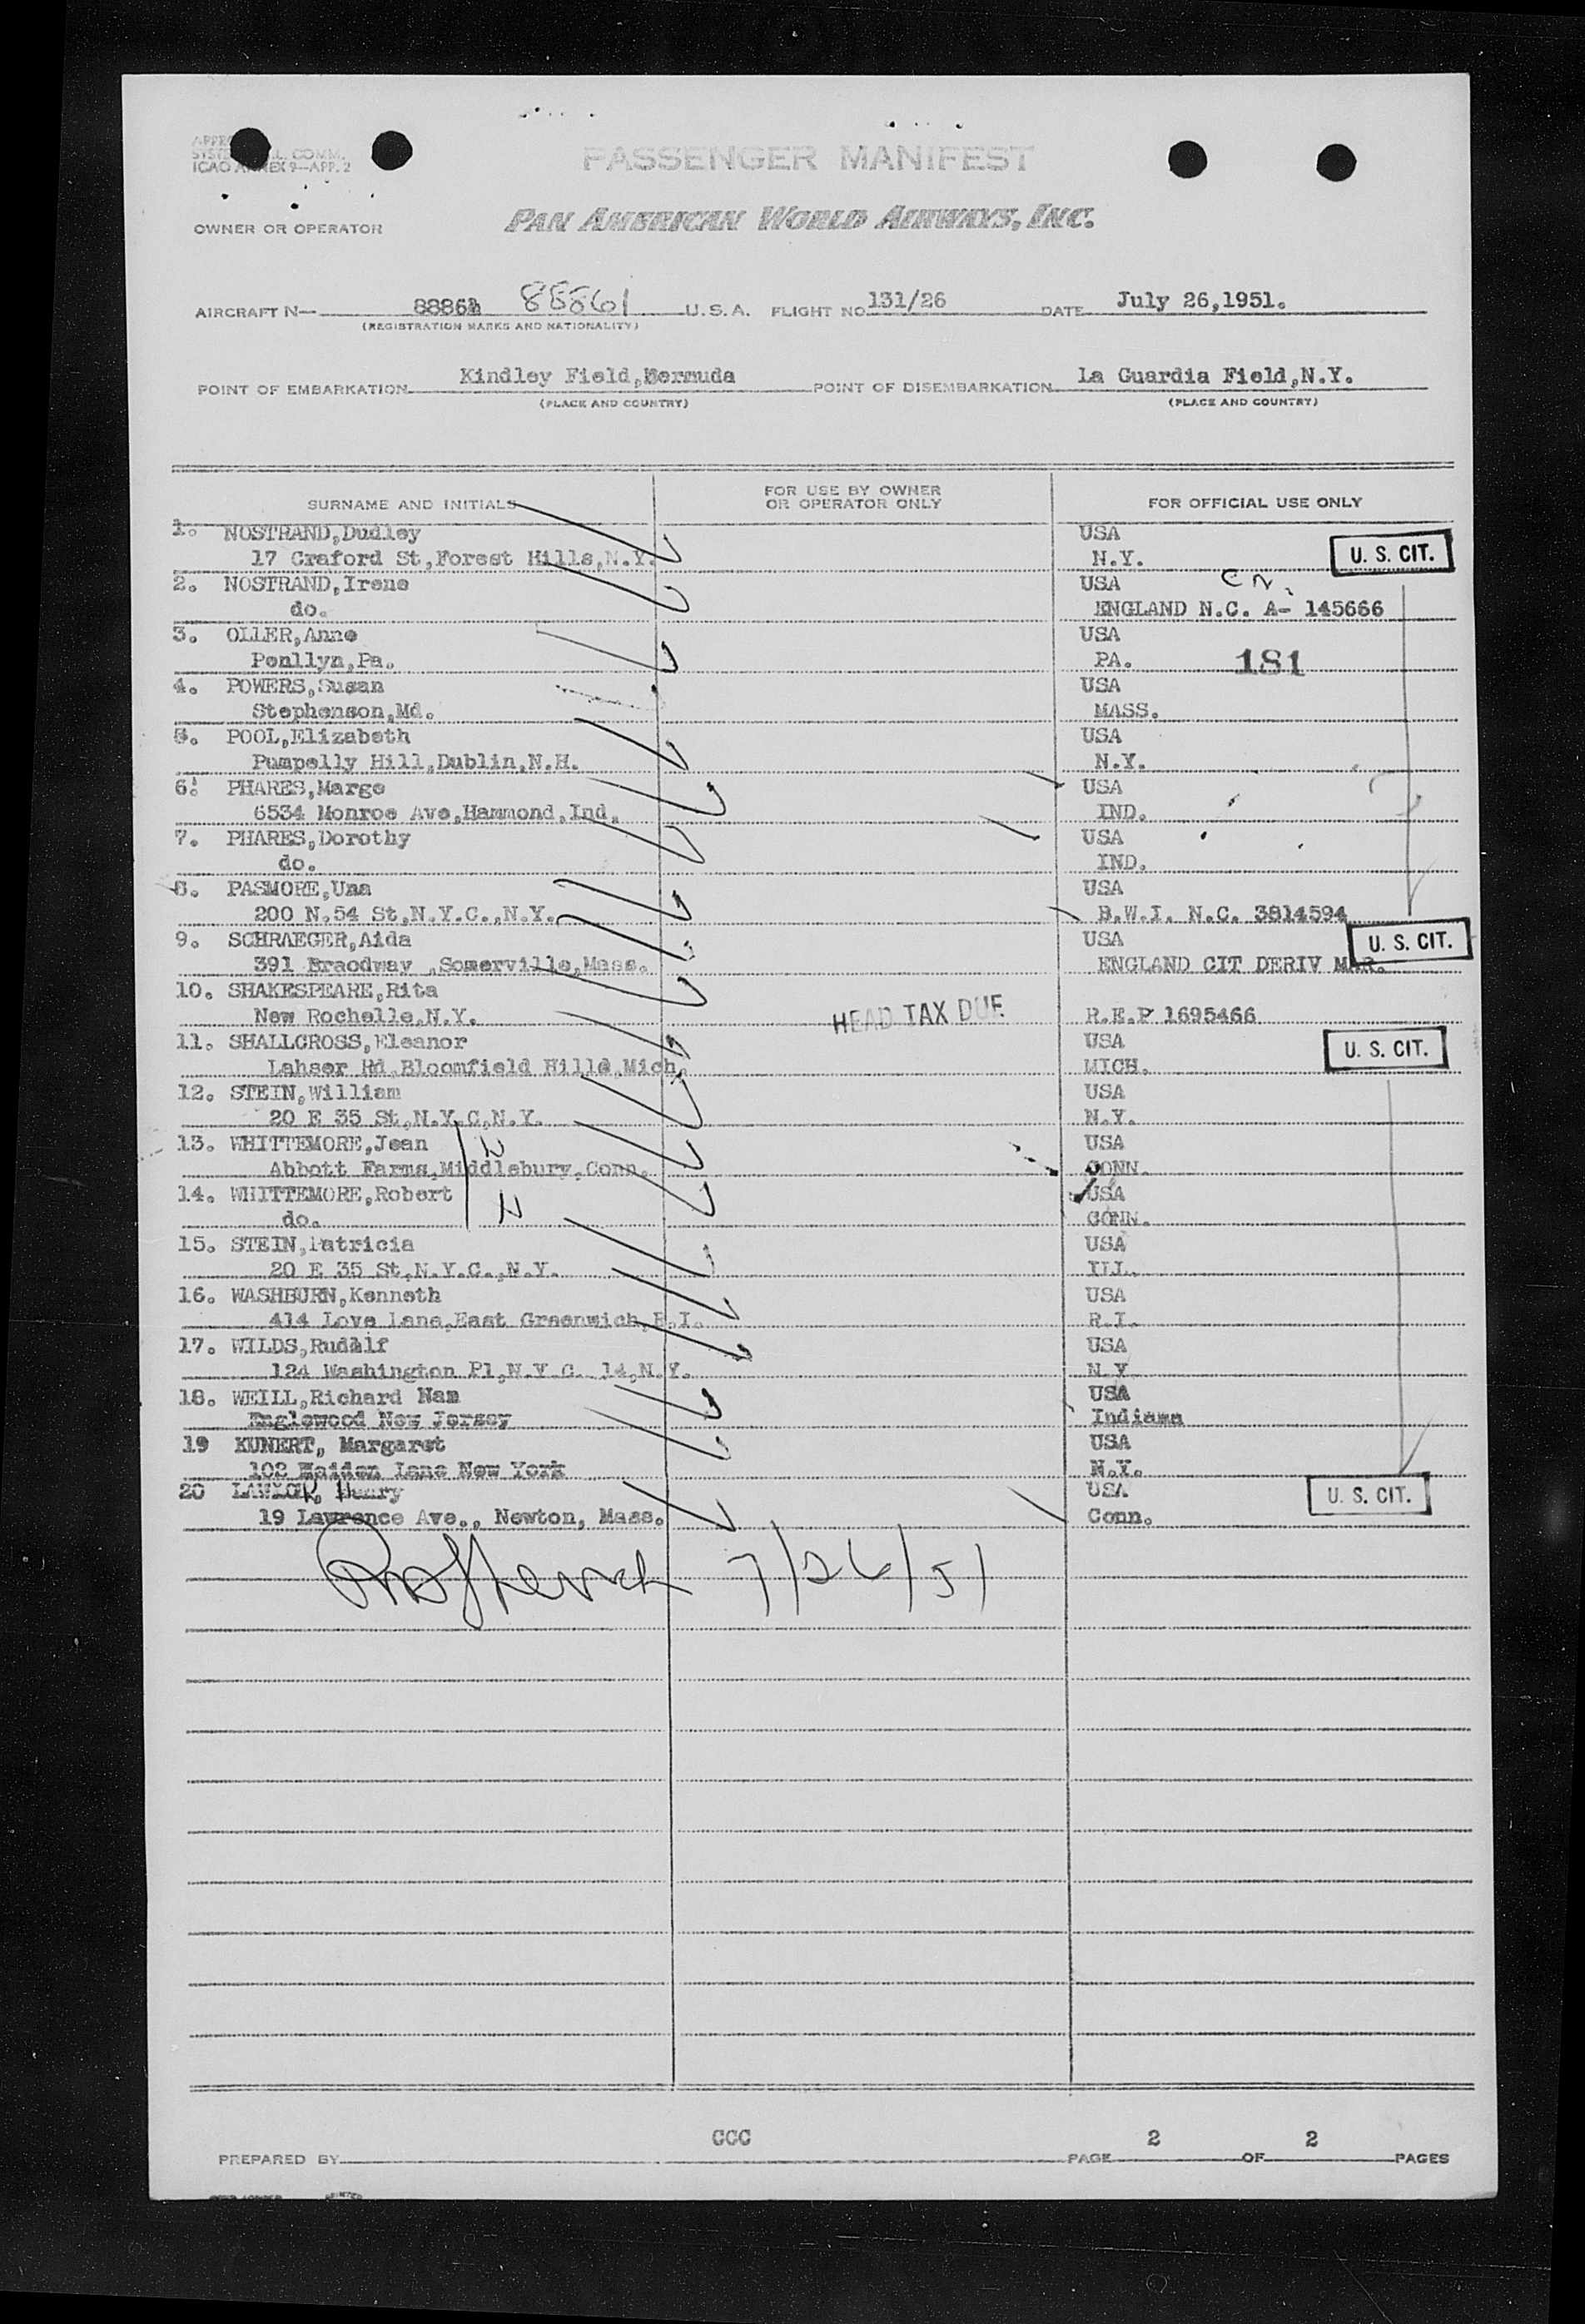 ICAO ANNEX 9—APP. 2
PASSENGER MANIFEST
OWNER OR OPERATOR
PAN AMERICAN WORLD AIRWAYS, INC.
AIRCRAFT N— 88861 U.S.A. FLIGHT NO 131/26 DATE July 26,1951.
(REGISTRATION MARKS AND NATIONALITY)
POINT OF EMBARKATION Kindley Field,Bermuda POINT OF DISEMBARKATION La Guardia Field,N.Y.
(PLACE AND COUNTRY) (PLACE AND COUNTRY)
SURNAME AND INITIALS FOR USE BY OWNER OR OPERATOR ONLY FOR OFFICIAL USE ONLY
1. NOSTRAND,Dudley USA
17 Craford St,Forest Hills,N.Y. N.Y. U. S. CIT.
2. NOSTRAND,Irene USA
do. ENGLAND N.C. A- 145666
3. OLLER,Anne USA
Penllyn,Pa. PA. 181
4. POWERS,Susan USA
Stephenson,Md. MASS.
5. POOL,Elizabeth USA
Pumpelly Hill,Dublin,N.H. N.Y.
6. PHARES,Marge USA
6534 Monroe Ave,Hammond,Ind. IND.
7. PHARES,Dorothy USA
do. IND.
8. PASMORE,Una USA
200 N.54 St,N.Y.C.,N.Y. B.W.I. N.C. 3814594
9. SCHRAEGER,Aida USA U. S. CIT.
391 Braodway ,Somerville,Mass. ENGLAND CIT DERIV MAR.
10. SHAKESPEARE,Rita
New Rochelle,N.Y. HEAD TAX DUE R.E.P 1695466
11. SHALLCROSS,Eleanor USA U. S. CIT.
Lahser Rd,Bloomfield Hills,Mich. MICH.
12. STEIN,William USA
20 E 35 St,N.Y.C,N.Y. N.Y.
13. WHITTEMORE,Jean USA
Abbott Farms,Middlebury,Conn. CONN.
14. WHITTEMORE,Robert USA
do. CONN.
15. STEIN,Patricia USA
20 E 35 St,N.Y.C.,N.Y. ILL.
16. WASHBURN,Kenneth USA
414 Love Lane,East Greenwich,R.I. R.I.
17. WILDS,Rudolf USA
124 Washington Pl,N.Y.C. 14,N.Y. N.Y
18. WEILL,Richard Nam USA
Englewood New Jersey Indiana
19 KUNERT, Margaret USA
102 Maiden Lane New York N.Y.
20 LAWLOR, Henry USA U. S. CIT.
19 Lawrence Ave., Newton, Mass. Conn.
7/26/51
PREPARED BY CCC PAGE 2 OF 2 PAGES